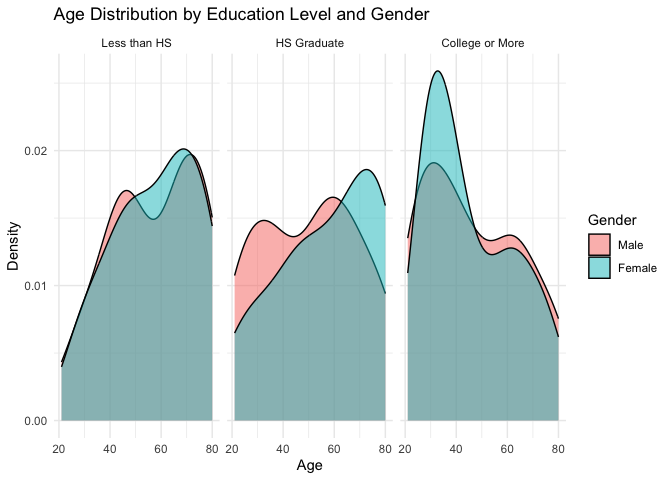 Age Distribution by Education Level and Gender
Less than HS
HS Graduate
College or More
Density
0.02
0.01
0.00
20 40 60 80
20 40 60 80
20 40 60 80
Age
Gender
Male
Female